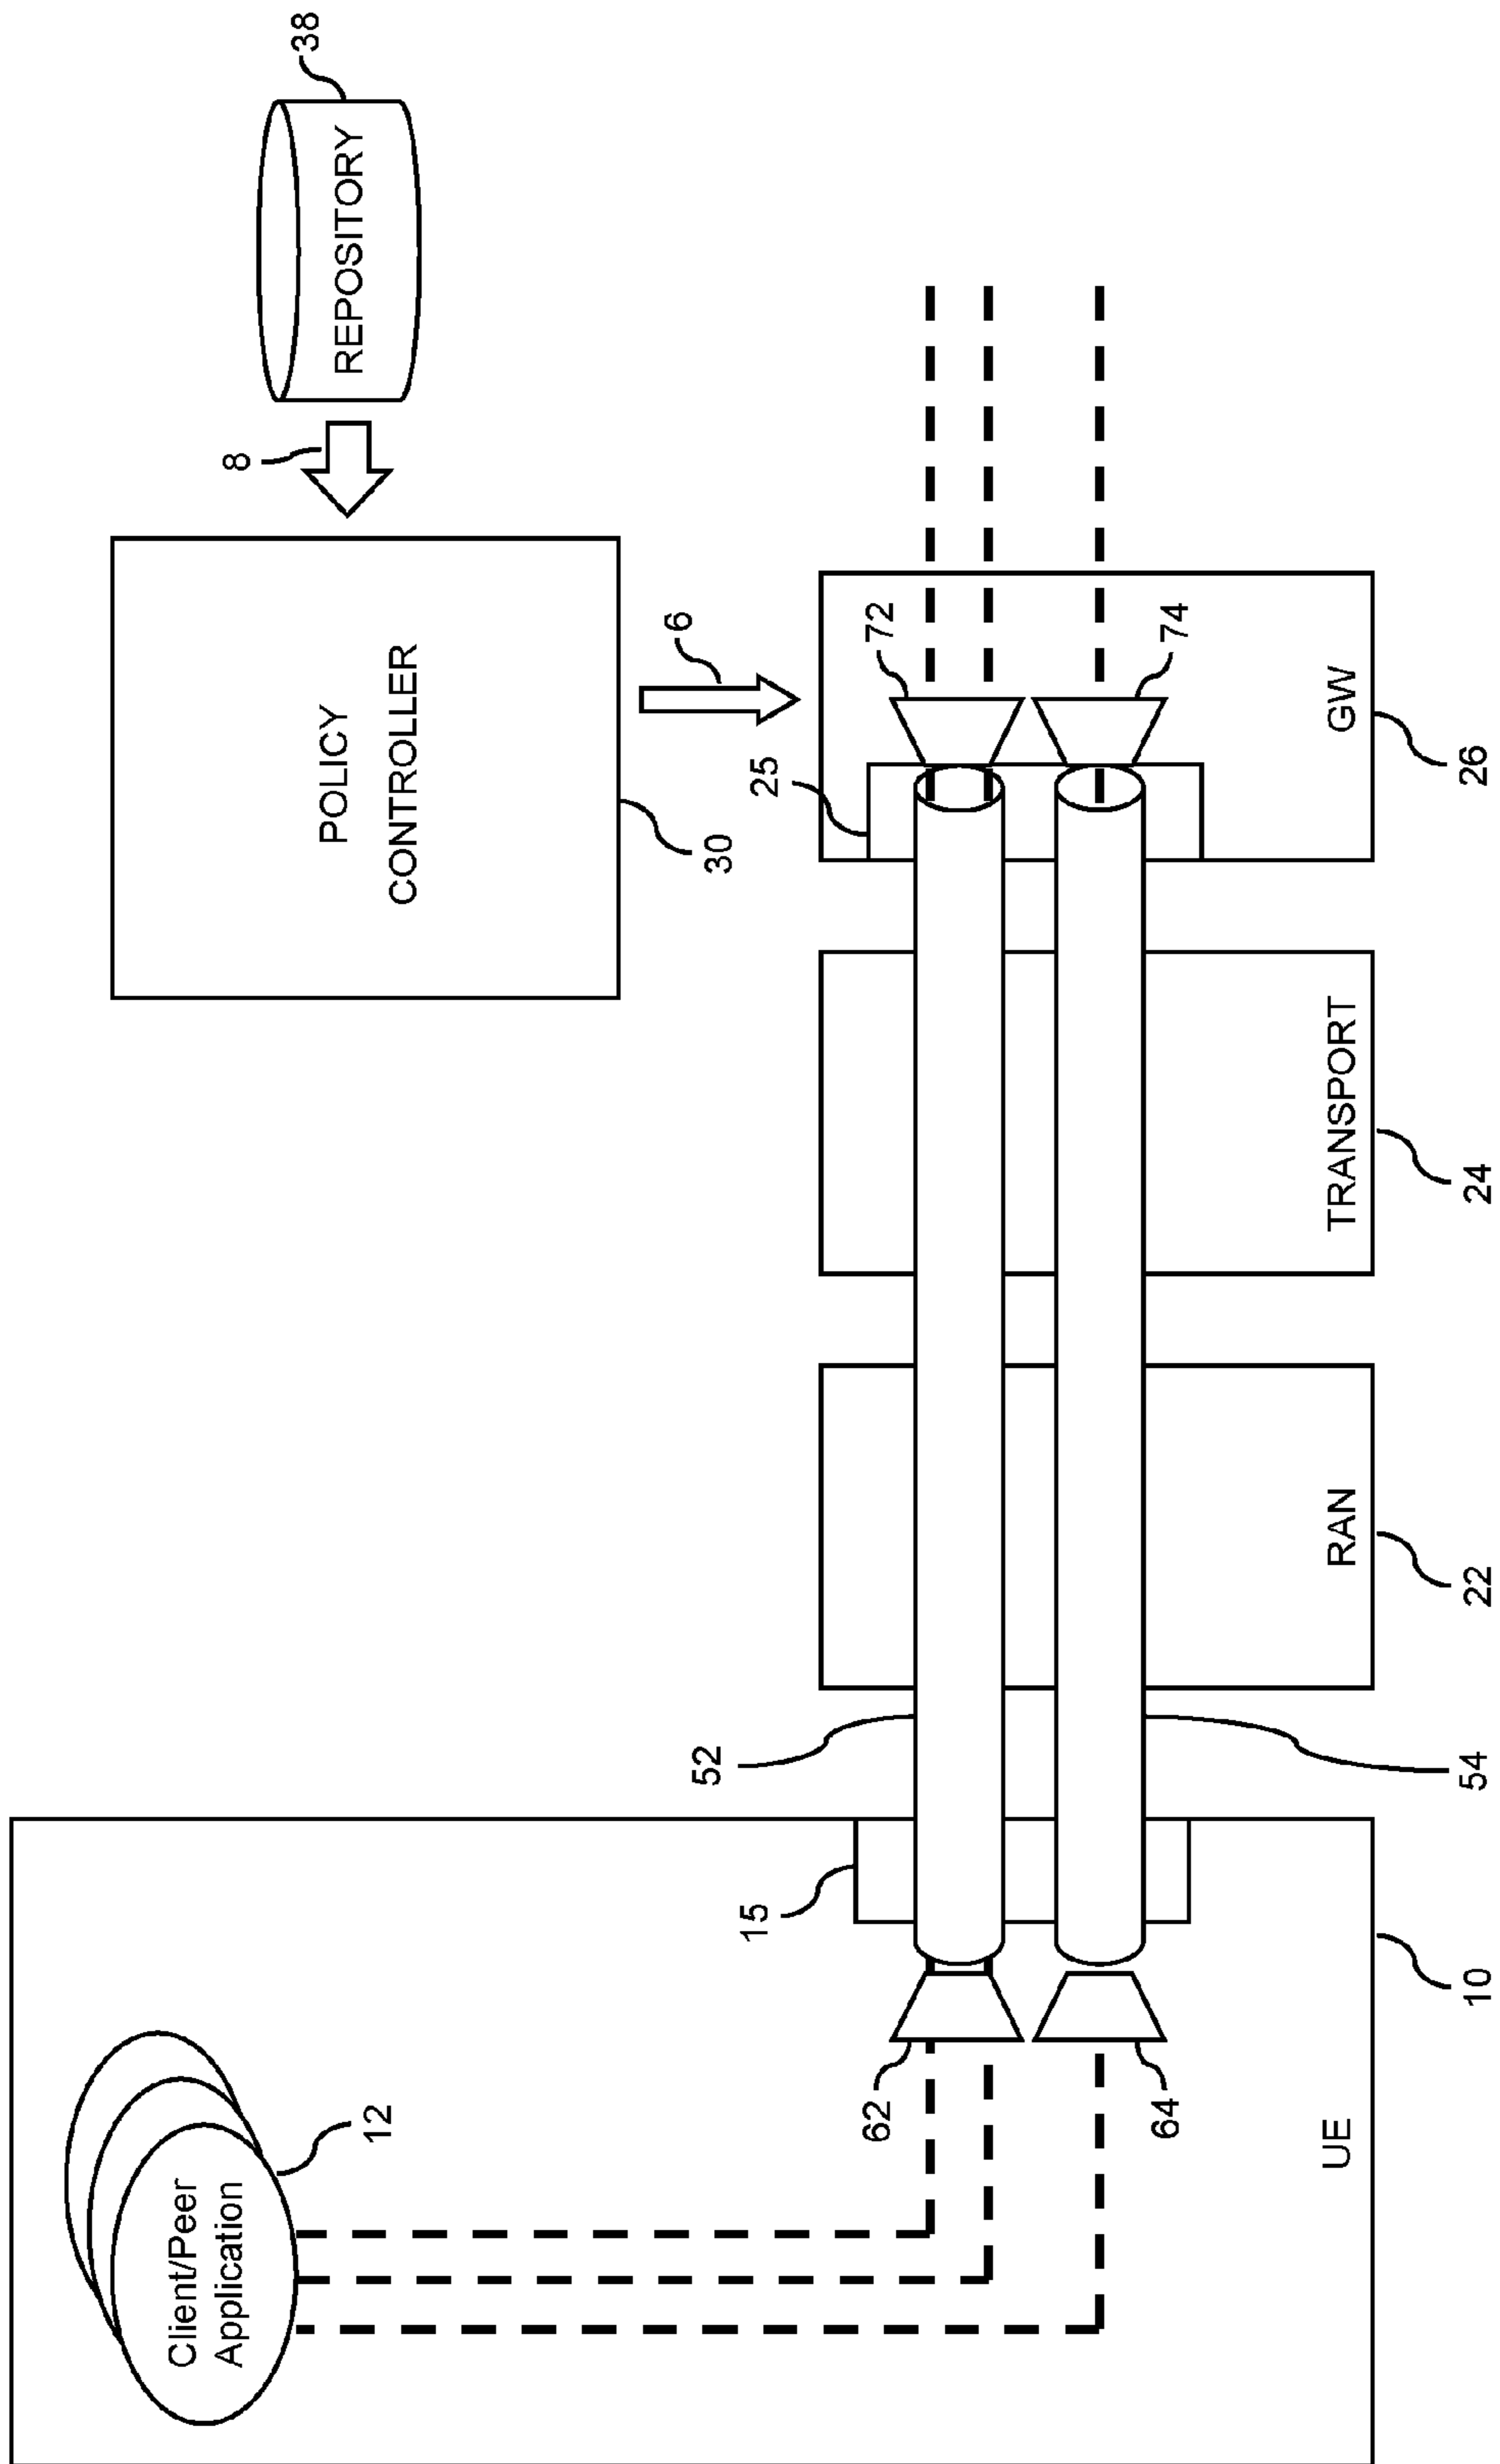 Client/Peer
Application
12
UE
10
15
62
64
52
54
RAN
22
TRANSPORT
24
POLICY
CONTROLLER
30
6
8
REPOSITORY
38
25
72
74
GW
26